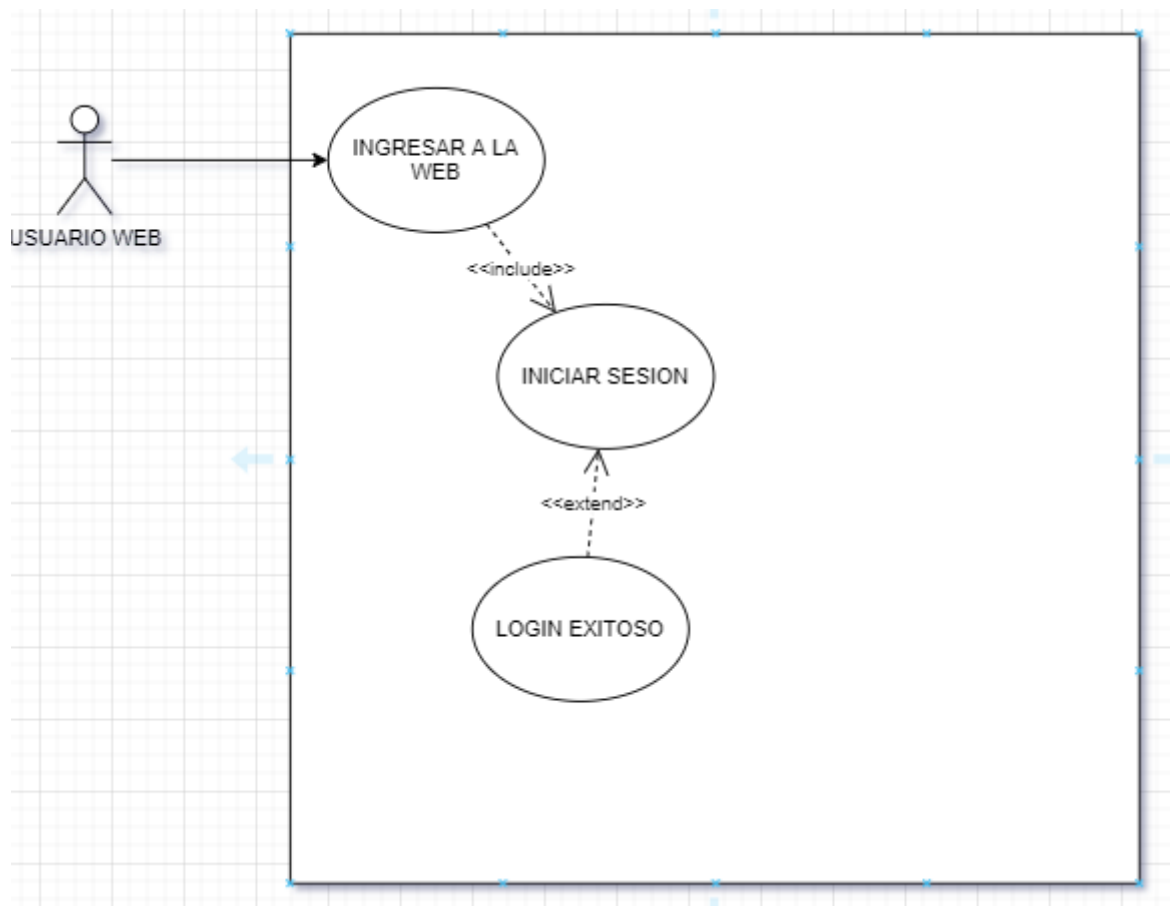 INGRESAR A LA
WEB
USUARIO WEB
<<include>>
INICIAR SESION
<<extend>>
LOGIN EXITOSO